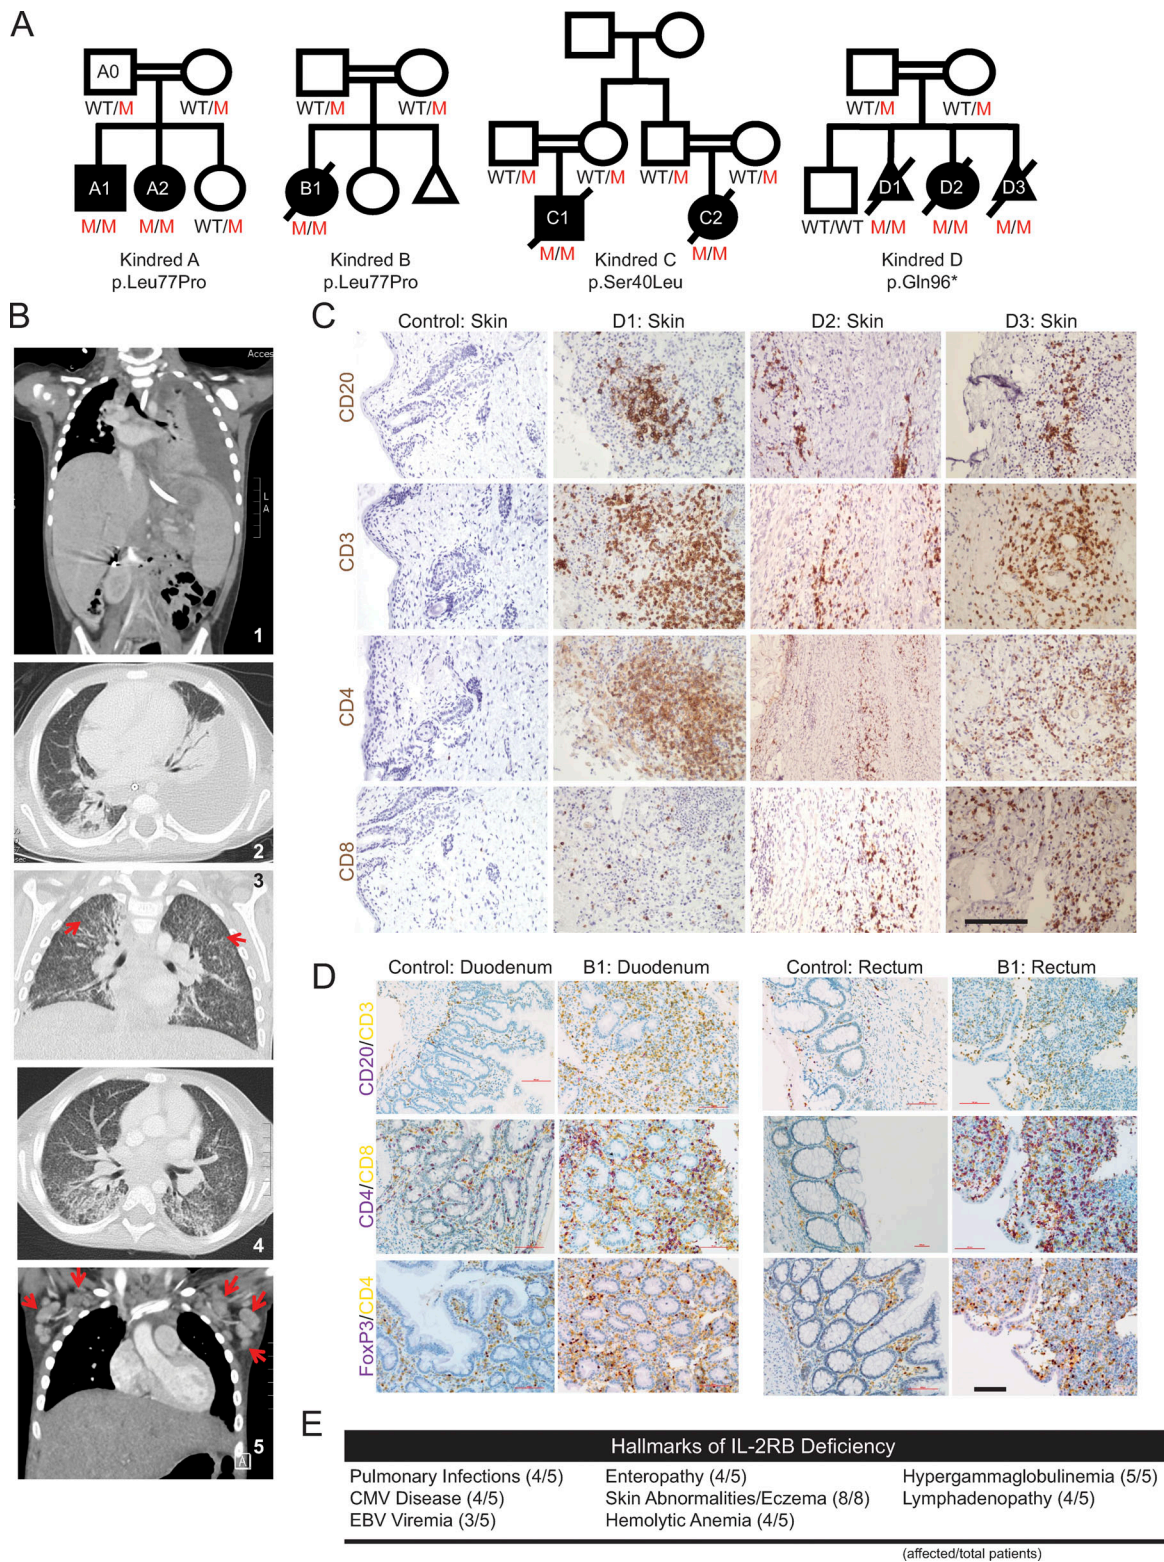 A
A0
WT/M WT/M
A1 A2
M/M M/M WT/M
Kindred A
p.Leu77Pro
WT/M WT/M
B1
M/M
Kindred B
p.Leu77Pro
WT/M WT/M WT/M WT/M
C1 C2
M/M M/M
Kindred C
p.Ser40Leu
WT/M WT/M
D1 D2 D3
WT/WT M/M M/M M/M
Kindred D
p.Gln96*
B
Acces
L
A
1
2
3
4
5
A
C
Control: Skin D1: Skin D2: Skin D3: Skin
CD20
CD3
CD4
CD8
D
Control: Duodenum B1: Duodenum Control: Rectum B1: Rectum
CD20/CD3
CD4/CD8
FoxP3/CD4
E
Hallmarks of IL-2RB Deficiency
Pulmonary Infections (4/5) Enteropathy (4/5) Hypergammaglobulinemia (5/5)
CMV Disease (4/5) Skin Abnormalities/Eczema (8/8) Lymphadenopathy (4/5)
EBV Viremia (3/5) Hemolytic Anemia (4/5)
(affected/total patients)